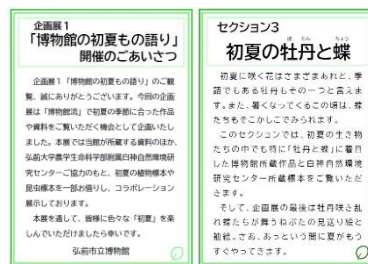 企画展1
「博物館の初夏もの語り」
開催のごあいさつ
企画展1「博物館の初夏もの語り」のご観
覧、誠にありがとうございます。今回の企画
展は「博物館流」で初夏の季節に合った作品
や資料をご覧いただく機会として企画いたし
ました。本展では当館が所蔵する資料のほか、
弘前大学農学生命科学部附属白神自然環境研
究センターご協力のもと、初夏の植物標本や
昆虫標本を一部お借りし、コラボレーション
展示しております。
本展を通して、皆様に色々な「初夏」を楽
しんでいただけましたら幸いです。
弘前市立博物館
セクション3
初夏の牡丹と蝶
ぼ たん ちょう
初夏に咲く花はさまざまあれど、季
語でもある牡丹もその一つと言えま
す。また、暑くなってくるこの頃は、蝶
たちもそこかしこでみられます。
このセクションでは、初夏の生き物
たちの中でも特に「牡丹と蝶」に着目
した博物館所蔵作品と白神自然環境
研究センター所蔵標本をご覧いただ
きます。
そして、企画展の最後は牡丹咲き乱
れ蝶たちが舞うねぷたの見送り絵と
袖絵。さあ、あっという間に夏がもう
すぐやってきます。